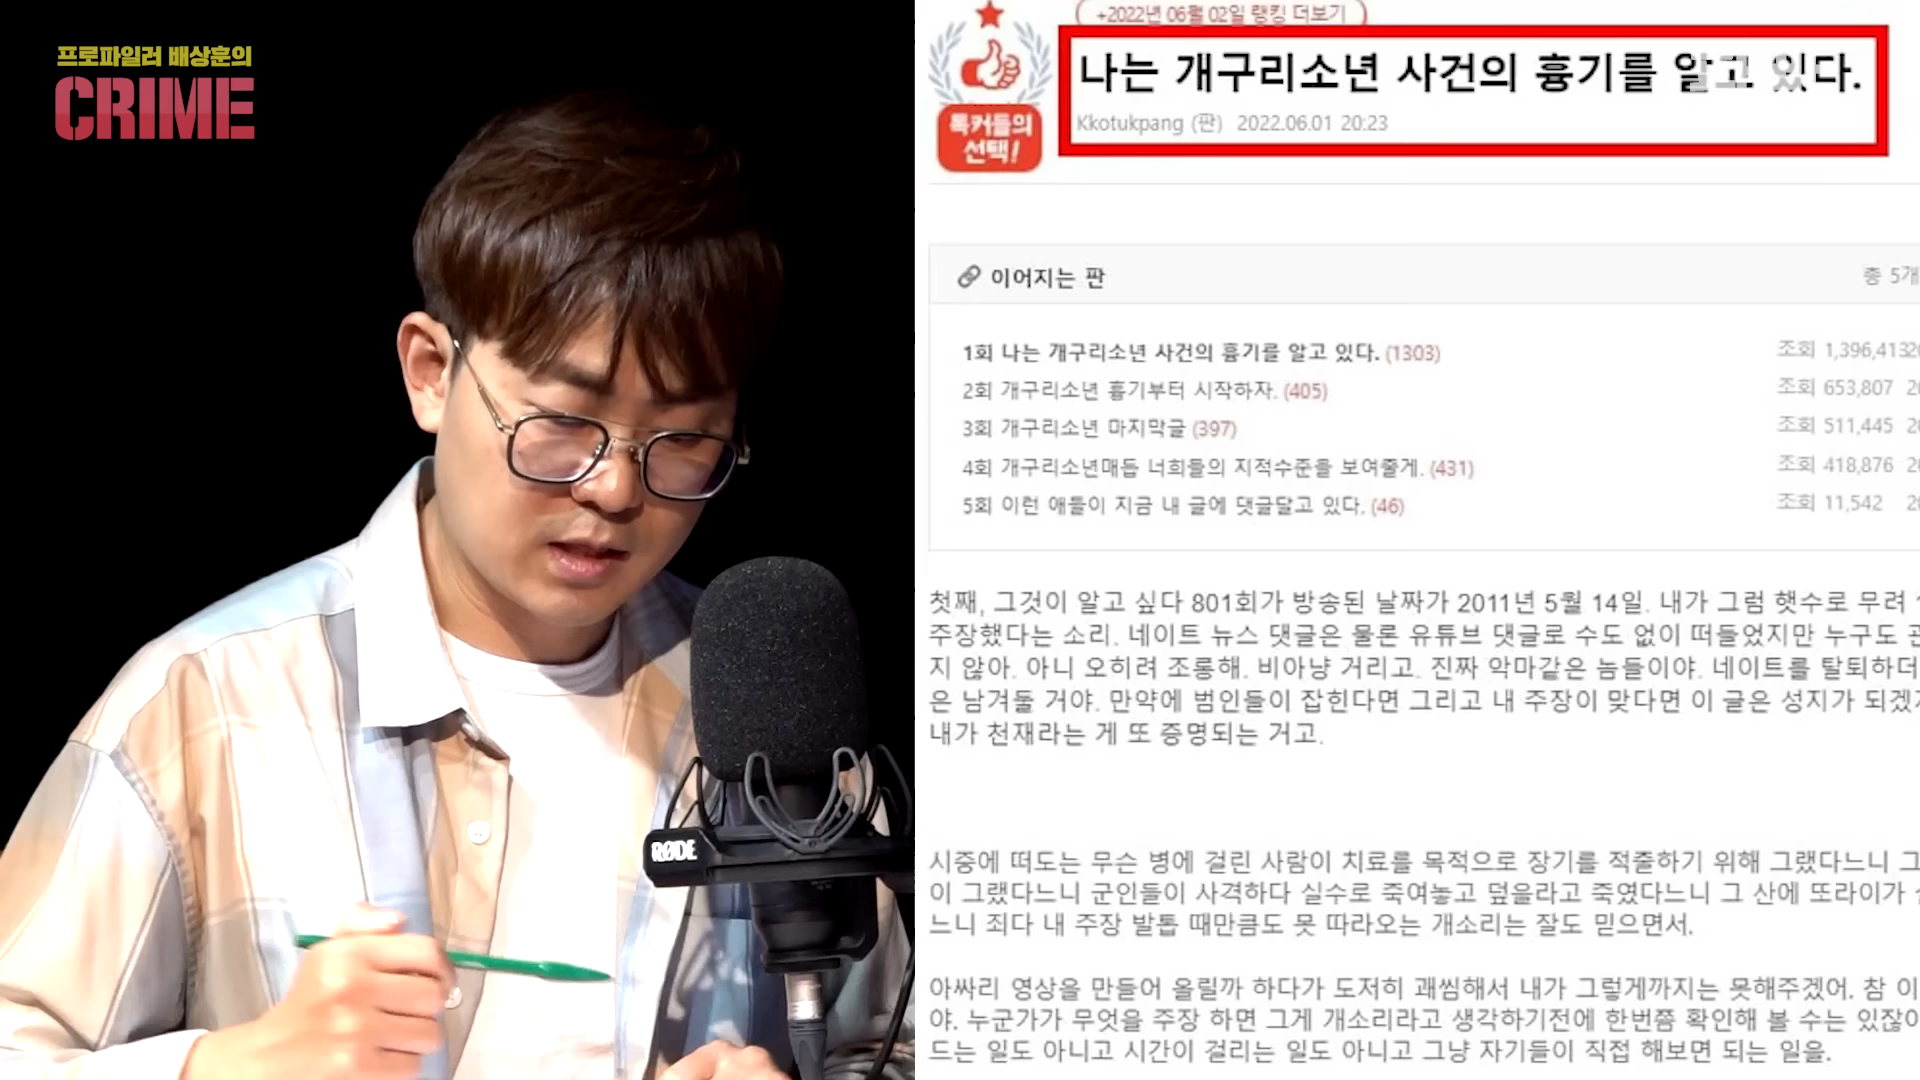 프로파일러 배상훈의
CRIME
RØDE
+2022년 06월 02일 랭킹 더보기
톡커들의
선택!
나는 개구리소년 사건의 흉기를 알고 있다.
Kkotukpang (판) 2022.06.01 20:23
이어지는 판
총 5개
1회 나는 개구리소년 사건의 흉기를 알고 있다. (1303) 조회 1,396,413
2회 개구리소년 흉기부터 시작하자. (405) 조회 653,807
3회 개구리소년 마지막글 (397) 조회 511,445
4회 개구리소년매듭 너희들의 지적수준을 보여줄게. (431) 조회 418,876
5회 이런 애들이 지금 내 글에 댓글달고 있다. (46) 조회 11,542
첫째, 그것이 알고 싶다 801회가 방송된 날짜가 2011년 5월 14일. 내가 그럼 햇수로 무려
주장했다는 소리. 네이트 뉴스 댓글은 물론 유튜브 댓글로 수도 없이 떠들었지만 누구도
지 않아. 아니 오히려 조롱해. 비아냥 거리고. 진짜 악마같은 놈들이야. 네이트를 탈퇴하더
은 남겨둘 거야. 만약에 범인들이 잡힌다면 그리고 내 주장이 맞다면 이 글은 성지가 되겠
내가 천재라는 게 또 증명되는 거고.
시중에 떠도는 무슨 병에 걸린 사람이 치료를 목적으로 장기를 적출하기 위해 그랬다느니 그
이 그랬다느니 군인들이 사격하다 실수로 죽여놓고 덮을라고 죽였다느니 그 산에 또라이가
느니 죄다 내 주장 발톱 때만큼도 못 따라오는 개소리는 잘도 믿으면서.
아싸리 영상을 만들어 올릴까 하다가 도저히 괘씸해서 내가 그렇게까지는 못해주겠어. 참 이
야. 누군가가 무엇을 주장 하면 그게 개소리라고 생각하기전에 한번쯤 확인해 볼 수는 있잖아
드는 일도 아니고 시간이 걸리는 일도 아니고 그냥 자기들이 직접 해보면 되는 일을.